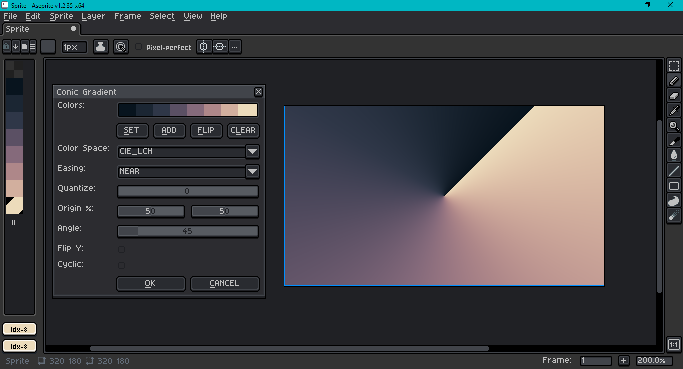 Sprite - Aseprite v1.2.35-x64
File Edit Sprite Layer Frame Select View Help
Sprite
1px Pixel-perfect
Conic Gradient
Colors:
SET ADD FLIP CLEAR
Color Space: CIE_LCH
Easing:
Quantize: 0
Origin %: 50 50
Angle: 45
Flip Y:
Cyclic:
OK CANCEL
Idx-8
Idx-8
1:1
Sprite 320 180 320 180 Frame: 1 + 200.0%